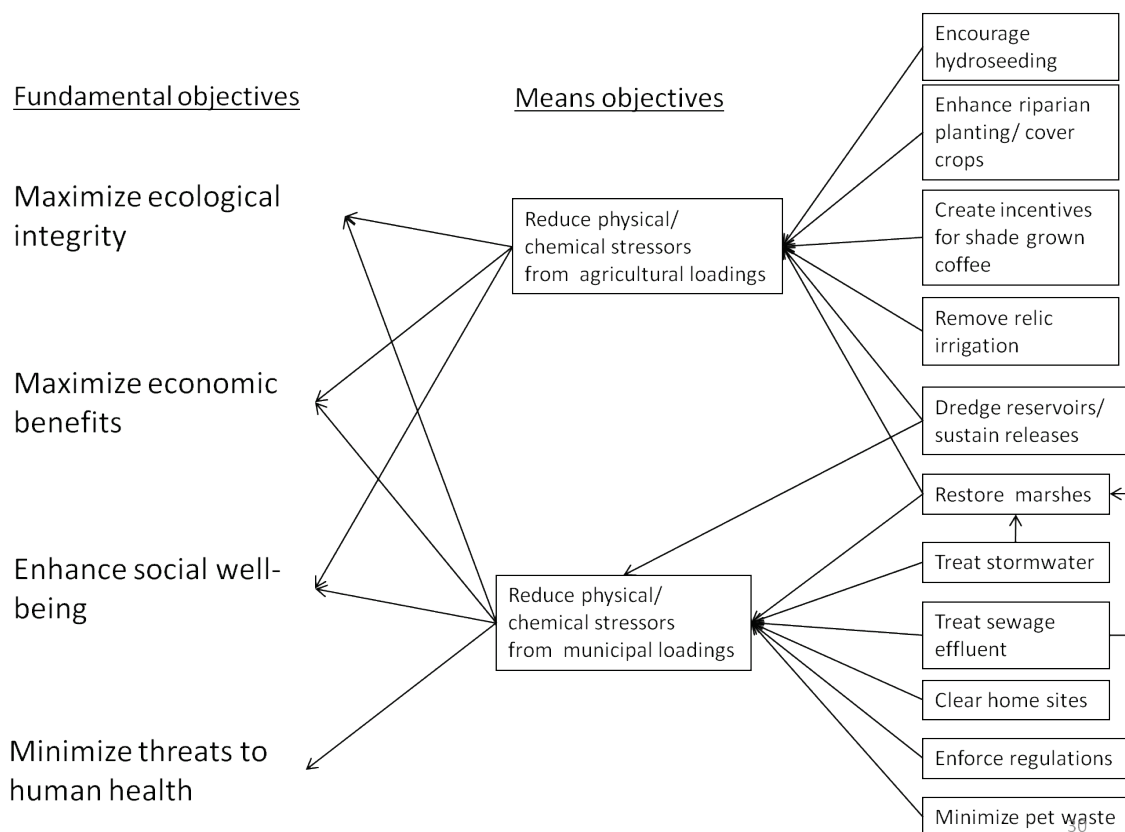 Fundamental objectives
Maximize ecological
integrity
Maximize economic
benefits
Enhance social well-
being
Minimize threats to
human health
Means objectives
Reduce physical/
chemical stressors
from agricultural loadings
Reduce physical/
chemical stressors
from municipal loadings
Encourage
hydroseeding
Enhance riparian
planting/ cover
crops
Create incentives
for shade grown
coffee
Remove relic
irrigation
Dredge reservoirs/
sustain releases
Restore marshes
Treat stormwater
Treat sewage
effluent
Clear home sites
Enforce regulations
Minimize pet waste
30